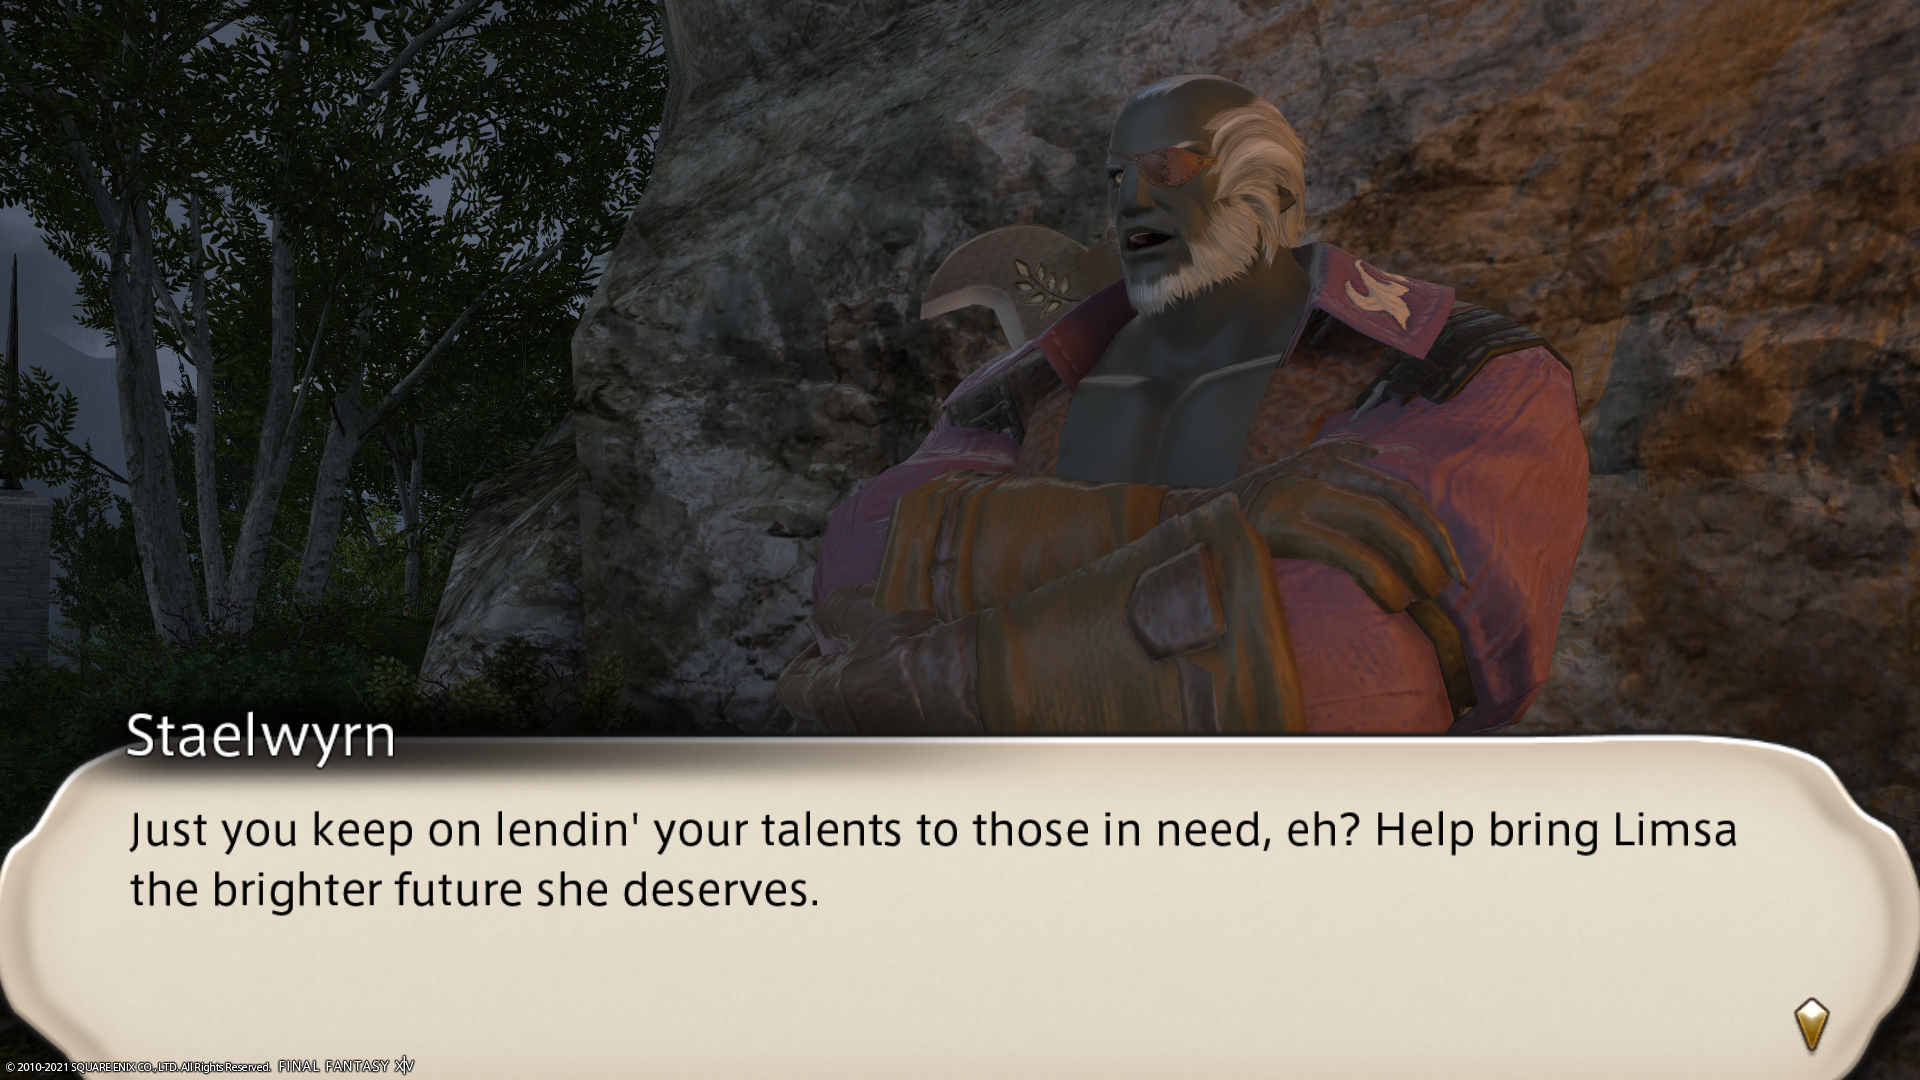 Staelwyrn
Just you keep on lendin' your talents to those in need, eh? Help bring Limsa
the brighter future she deserves.
© 2010-2021 SQUARE ENIX CO., LTD. All Rights Reserved. FINAL FANTASY XIV